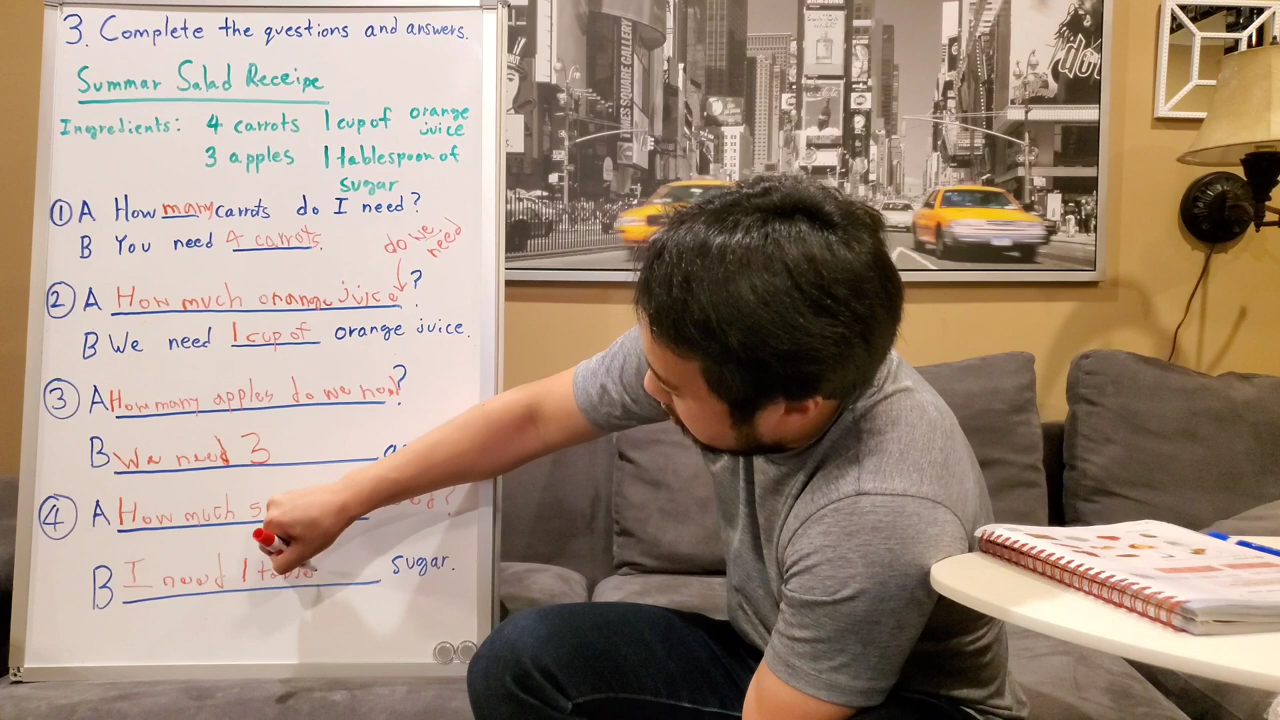 3. Complete the questions and answers.
Summar Salad Receipe
Ingredients: 4 carrots 1 cup of orange juice
3 apples 1 tablespoon of sugar
① A How many carrots do I need?
B You need 4 carrots.
do we need
② A How much orange juice ?
B We need 1 cup of orange juice.
③ A How many apples do we need?
B We need 3
④ A How much
B I need 1 sugar.
TIMES SQUARE GALLERY